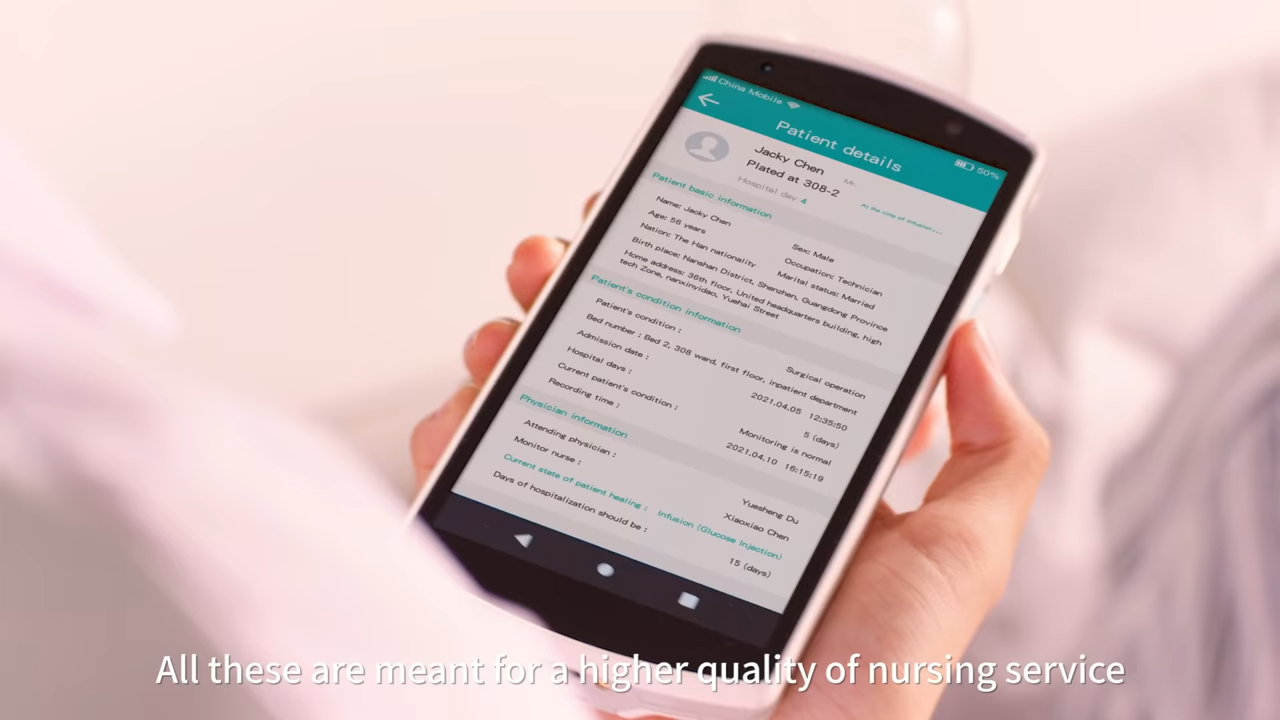 China Mobile
50%
Patient details
Jacky Chen Mr.
Plated at 308-2
Hospital day 4
At the time of infusion...
Patient basic information
Name: Jacky Chen
Sex: Male
Age: 56 years
Occupation: Technician
Nation: The Han nationality
Marital status: Married
Birth place: Nanshan District, Shenzhen, Guangdong Province
Home address: 36th floor, United headquarters building, high
tech Zone, nanxinyidao, Yuehai Street
Patient's condition information
Patient's condition : Surgical operation
Bed number : Bed 2, 308 ward, first floor, inpatient department
Admission date : 2021.04.05 12:35:50
Hospital days : 5 (days)
Current patient's condition : Monitoring is normal
Recording time : 2021.04.10 16:15:19
Physician information
Attending physician : Yuesheng Du
Monitor nurse : Xiaoxiao Chen
Current state of patient healing : Infusion (Glucose Injection)
Days of hospitalization should be : 15 (days)
All these are meant for a higher quality of nursing service